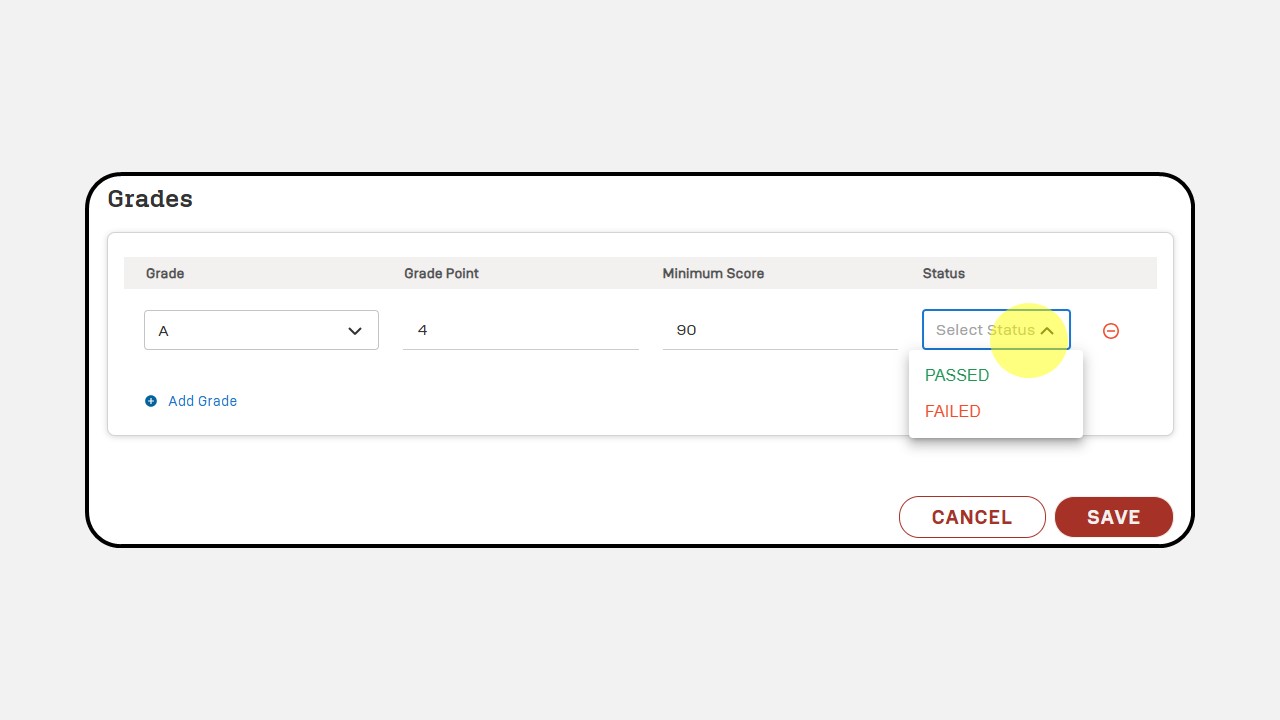 Grades
Grade Grade Point Minimum Score Status
A 4 90 Select Status
PASSED
Add Grade
FAILED
CANCEL SAVE